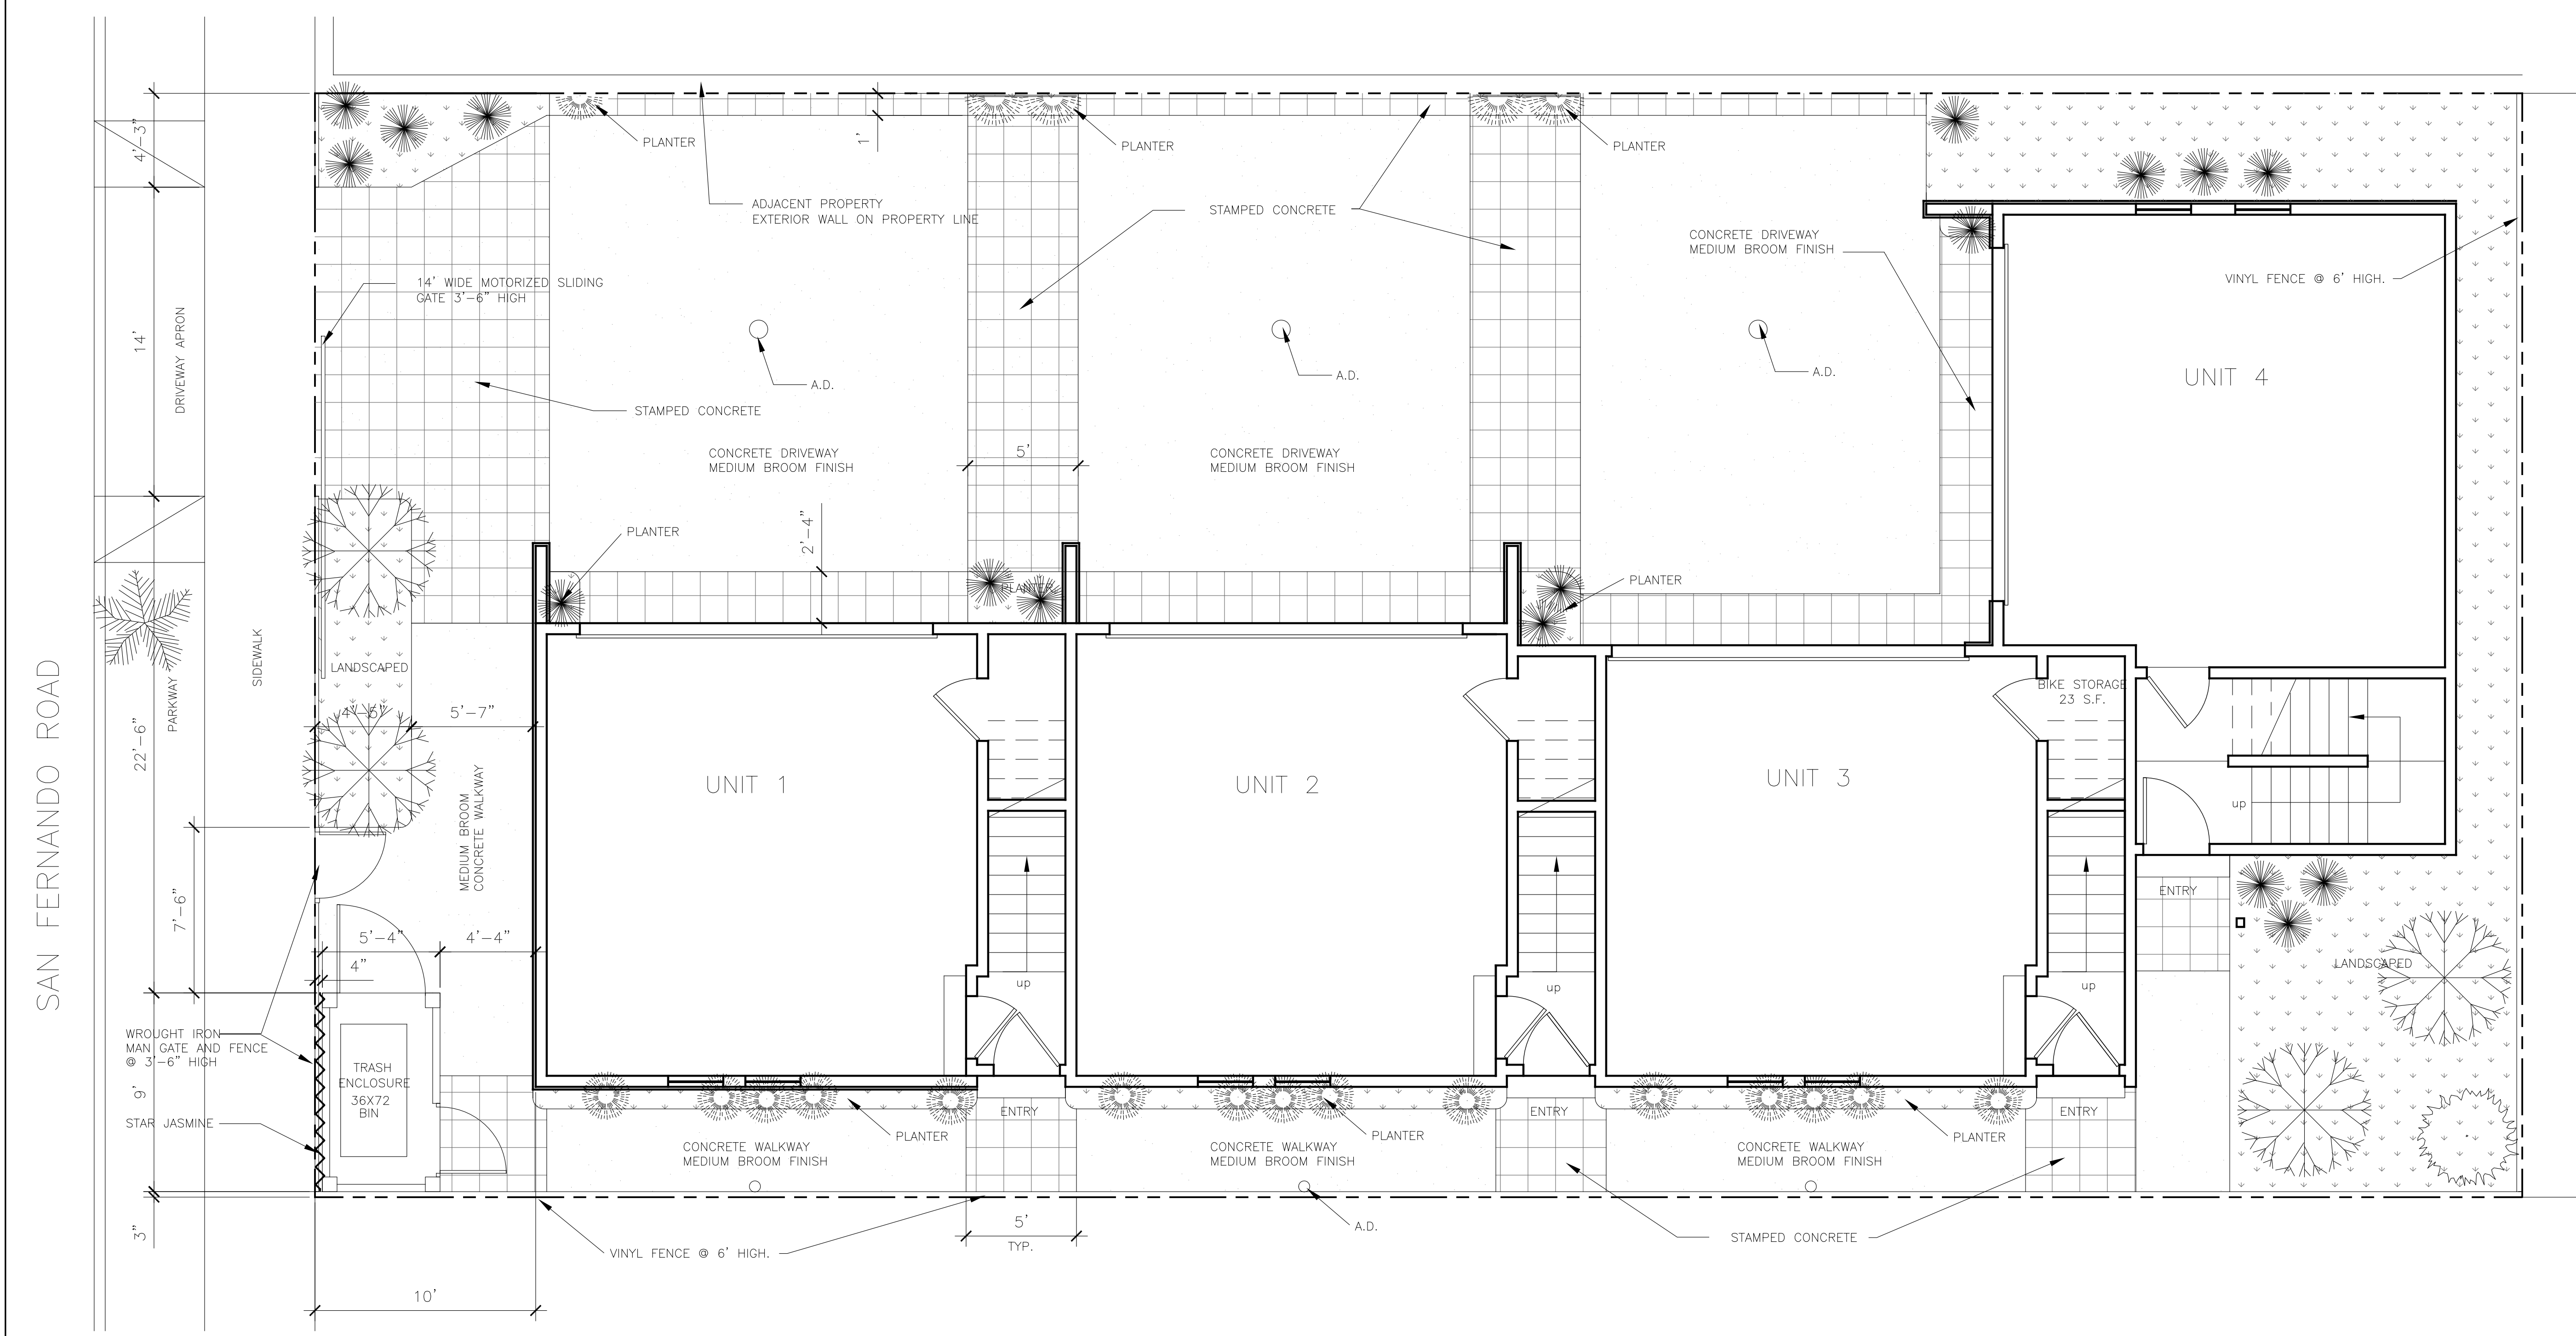 4'-3"
1'
PLANTER
PLANTER
PLANTER
ADJACENT PROPERTY
EXTERIOR WALL ON PROPERTY LINE
STAMPED CONCRETE
CONCRETE DRIVEWAY
MEDIUM BROOM FINISH
14' WIDE MOTORIZED SLIDING
GATE 3'-6" HIGH
VINYL FENCE @ 6' HIGH.
14'
DRIVEWAY APRON
A.D.
A.D.
A.D.
UNIT 4
STAMPED CONCRETE
CONCRETE DRIVEWAY
MEDIUM BROOM FINISH
5'
CONCRETE DRIVEWAY
MEDIUM BROOM FINISH
PLANTER
2'-4"
PLANTER
PLANTER
SAN FERNANDO ROAD
PARKWAY
SIDEWALK
LANDSCAPED
22'-6"
4'-5"
5'-7"
BIKE STORAGE
23 S.F.
UNIT 1
UNIT 2
UNIT 3
up
MEDIUM BROOM
CONCRETE WALKWAY
7'-6"
ENTRY
5'-4"
4'-4"
4"
LANDSCAPED
up
up
up
WROUGHT IRON
MAN GATE AND FENCE
@ 3'-6" HIGH
9'
TRASH
ENCLOSURE
36X72
BIN
STAR JASMINE
ENTRY
ENTRY
ENTRY
PLANTER
PLANTER
PLANTER
CONCRETE WALKWAY
MEDIUM BROOM FINISH
CONCRETE WALKWAY
MEDIUM BROOM FINISH
CONCRETE WALKWAY
MEDIUM BROOM FINISH
3"
5'
TYP.
A.D.
VINYL FENCE @ 6' HIGH.
STAMPED CONCRETE
10'